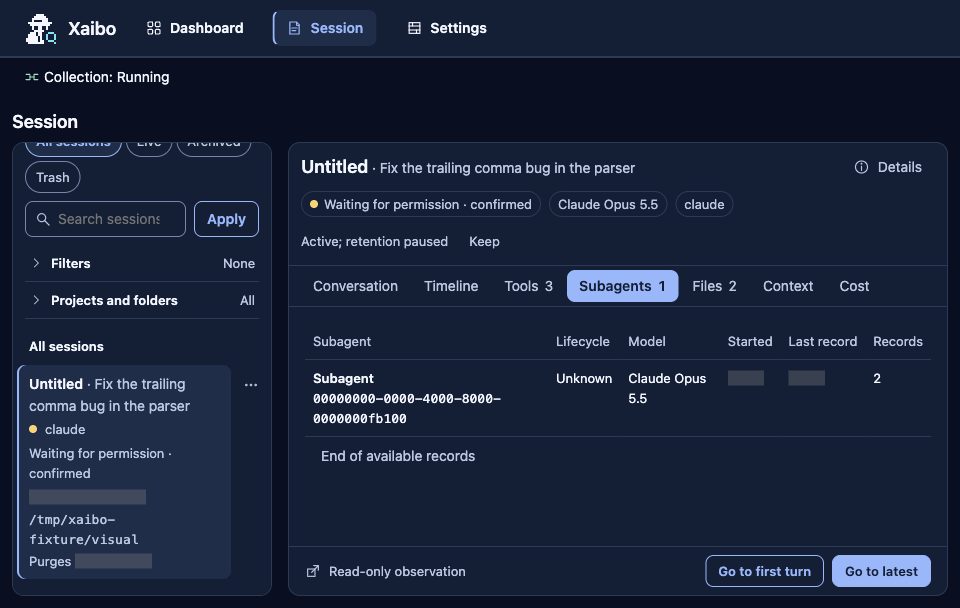 Xaibo
Dashboard
Session
Settings
Collection: Running
Session
All sessions
Live
Archived
Trash
Search sessions
Apply
Filters
None
Projects and folders
All
All sessions
Untitled · Fix the trailing
comma bug in the parser
claude
Waiting for permission ·
confirmed
/tmp/xaibo-
fixture/visual
Purges
Untitled · Fix the trailing comma bug in the parser
Details
Waiting for permission · confirmed
Claude Opus 5.5
claude
Active; retention paused
Keep
Conversation
Timeline
Tools 3
Subagents 1
Files 2
Context
Cost
Subagent
Lifecycle
Model
Started
Last record
Records
Subagent
00000000-0000-4000-8000-
0000000fb100
Unknown
Claude Opus
5.5
2
End of available records
Read-only observation
Go to first turn
Go to latest